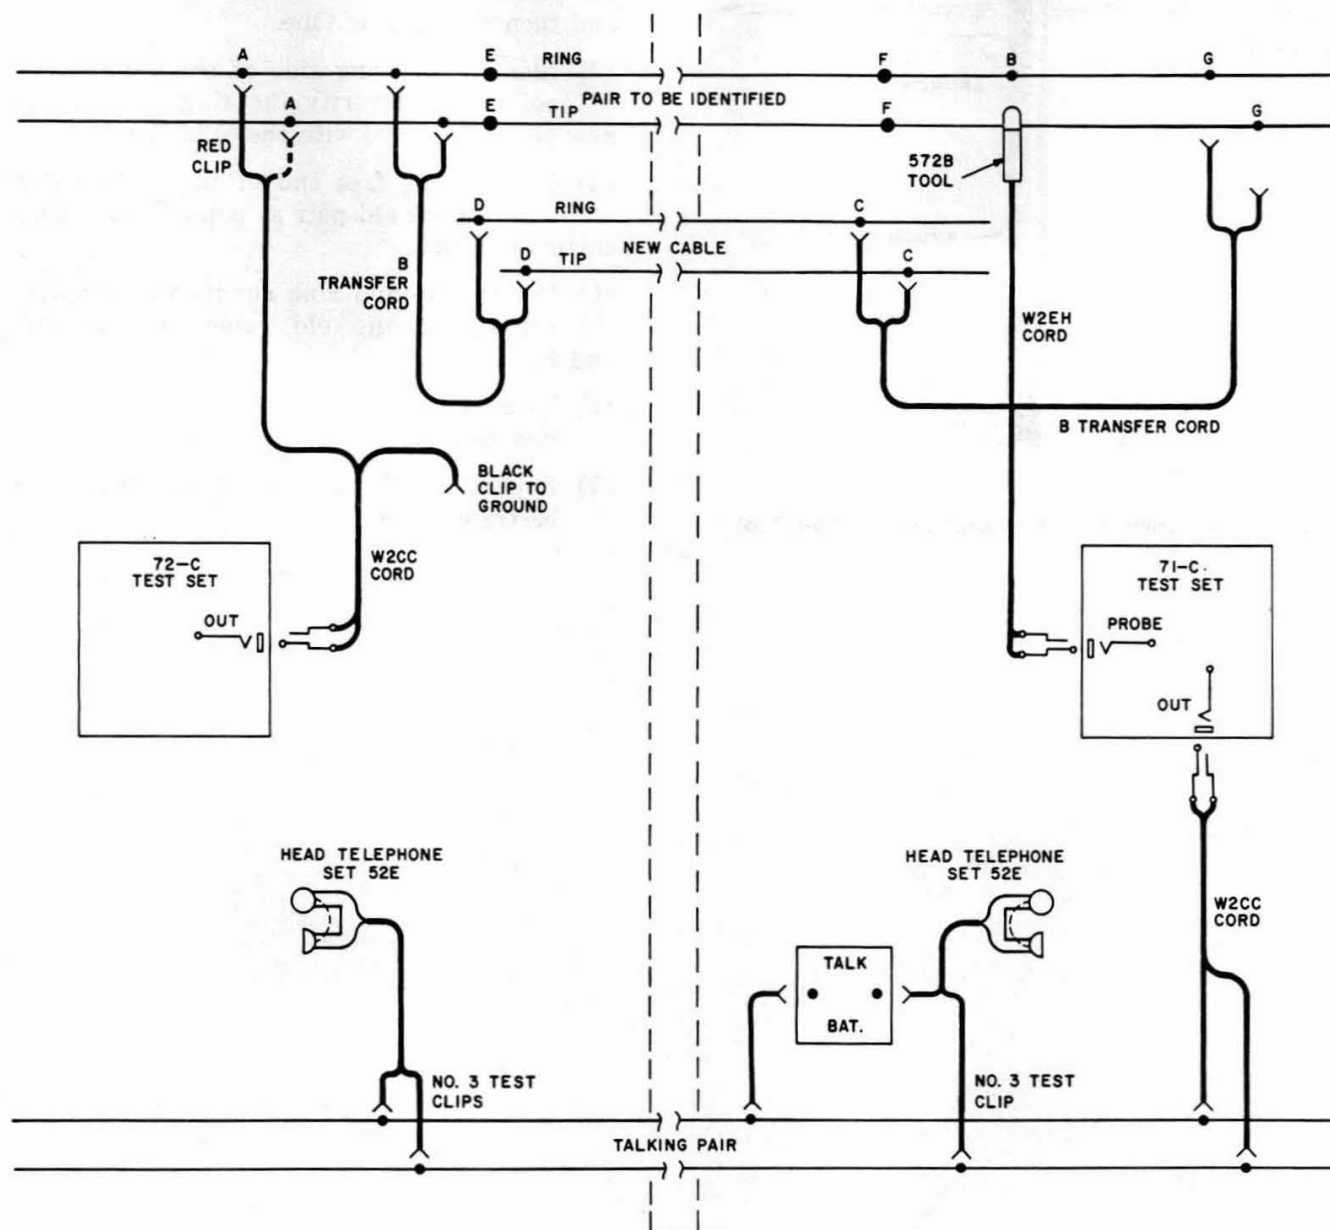 A
E
RING
F
B
G
PAIR TO BE IDENTIFIED
A
E
TIP
F
G
RED
CLIP
572B
TOOL
D
RING
C
NEW CABLE
D
TIP
C
B
TRANSFER
CORD
W2EH
CORD
B TRANSFER CORD
BLACK
CLIP TO
GROUND
72-C
TEST SET
OUT
W2CC
CORD
71-C.
TEST SET
PROBE
OUT
HEAD TELEPHONE
SET 52E
HEAD TELEPHONE
SET 52E
W2CC
CORD
TALK
BAT.
NO. 3 TEST
CLIPS
NO. 3 TEST
CLIP
TALKING PAIR